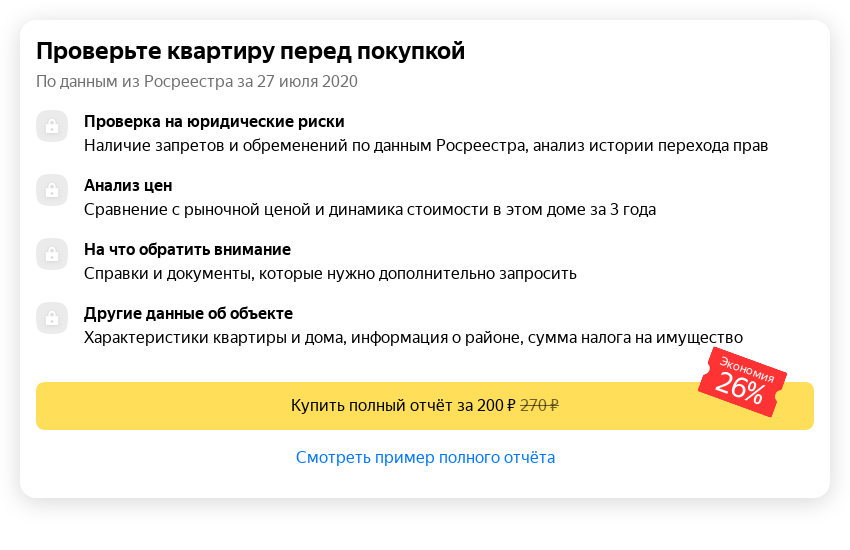 Проверьте квартиру перед покупкой
По данным из Росреестра за 27 июля 2020
Проверка на юридические риски
Наличие запретов и обременений по данным Росреестра, анализ истории перехода прав
Анализ цен
Сравнение с рыночной ценой и динамика стоимости в этом доме за 3 года
На что обратить внимание
Справки и документы, которые нужно дополнительно запросить
Другие данные об объекте
Характеристики квартиры и дома, информация о районе, сумма налога на имущество
Экономия
26%
Купить полный отчёт за 200 ₽ 270 ₽
Смотреть пример полного отчёта